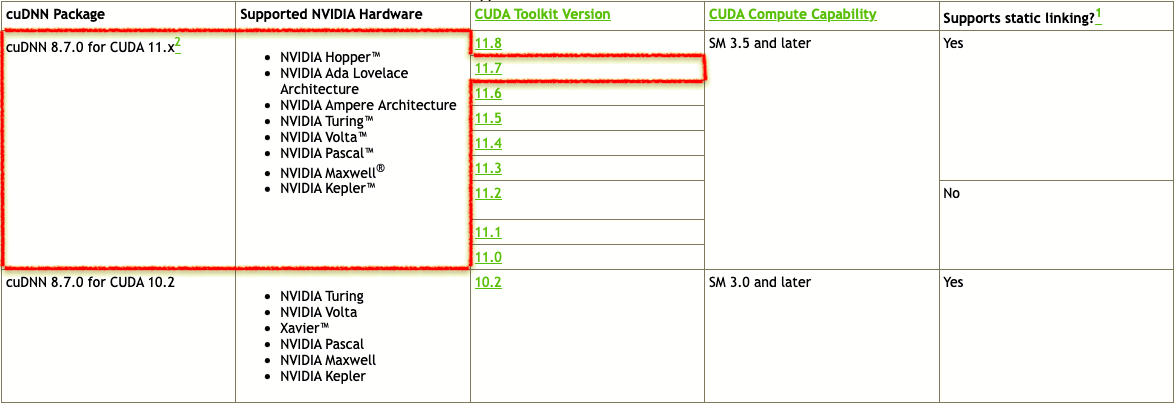 cuDNN Package
Supported NVIDIA Hardware
CUDA Toolkit Version
CUDA Compute Capability
Supports static linking?1
cuDNN 8.7.0 for CUDA 11.x2
NVIDIA Hopper™
NVIDIA Ada Lovelace
Architecture
NVIDIA Ampere Architecture
NVIDIA Turing™
NVIDIA Volta™
NVIDIA Pascal™
NVIDIA Maxwell®
NVIDIA Kepler™
11.8
11.7
11.6
11.5
11.4
11.3
11.2
11.1
11.0
SM 3.5 and later
Yes
No
cuDNN 8.7.0 for CUDA 10.2
NVIDIA Turing
NVIDIA Volta
Xavier™
NVIDIA Pascal
NVIDIA Maxwell
NVIDIA Kepler
10.2
SM 3.0 and later
Yes